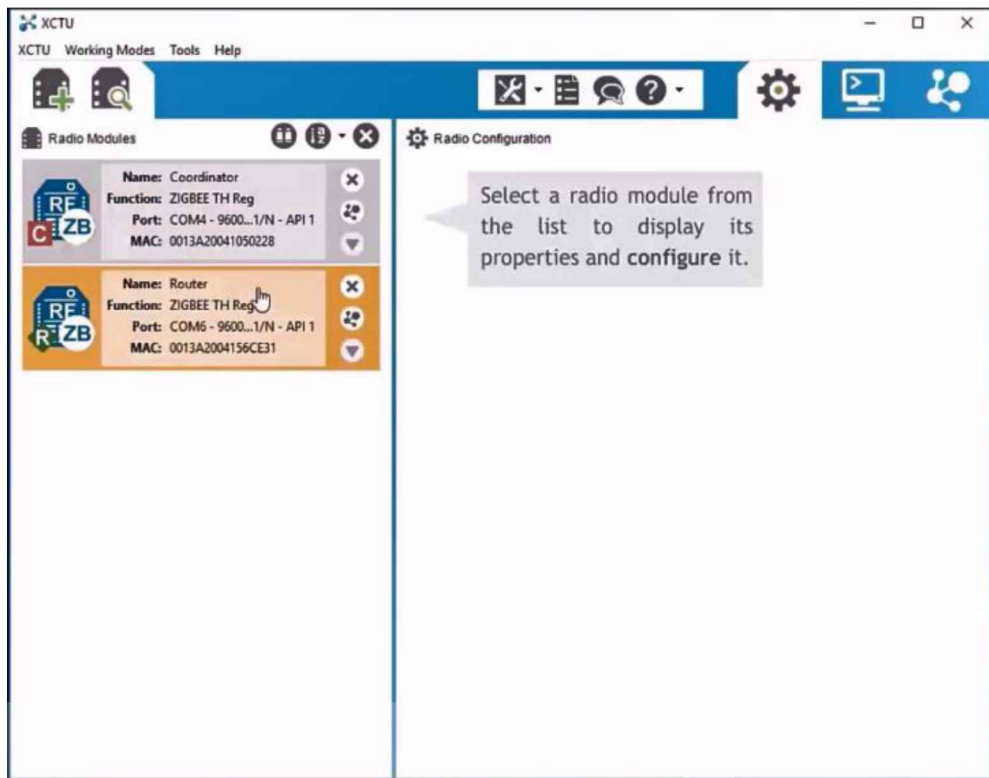 XCTU
XCTU Working Modes Tools Help
Radio Modules
Radio Configuration
Name: Coordinator
Function: ZIGBEE TH Reg
Port: COM4 - 9600...1/N - API 1
MAC: 0013A20041050228
RF
C ZB
Select a radio module from
the list to display its
properties and configure it.
Name: Router
Function: ZIGBEE TH Reg
Port: COM6 - 9600...1/N - API 1
MAC: 0013A2004156CE31
RF
R ZB